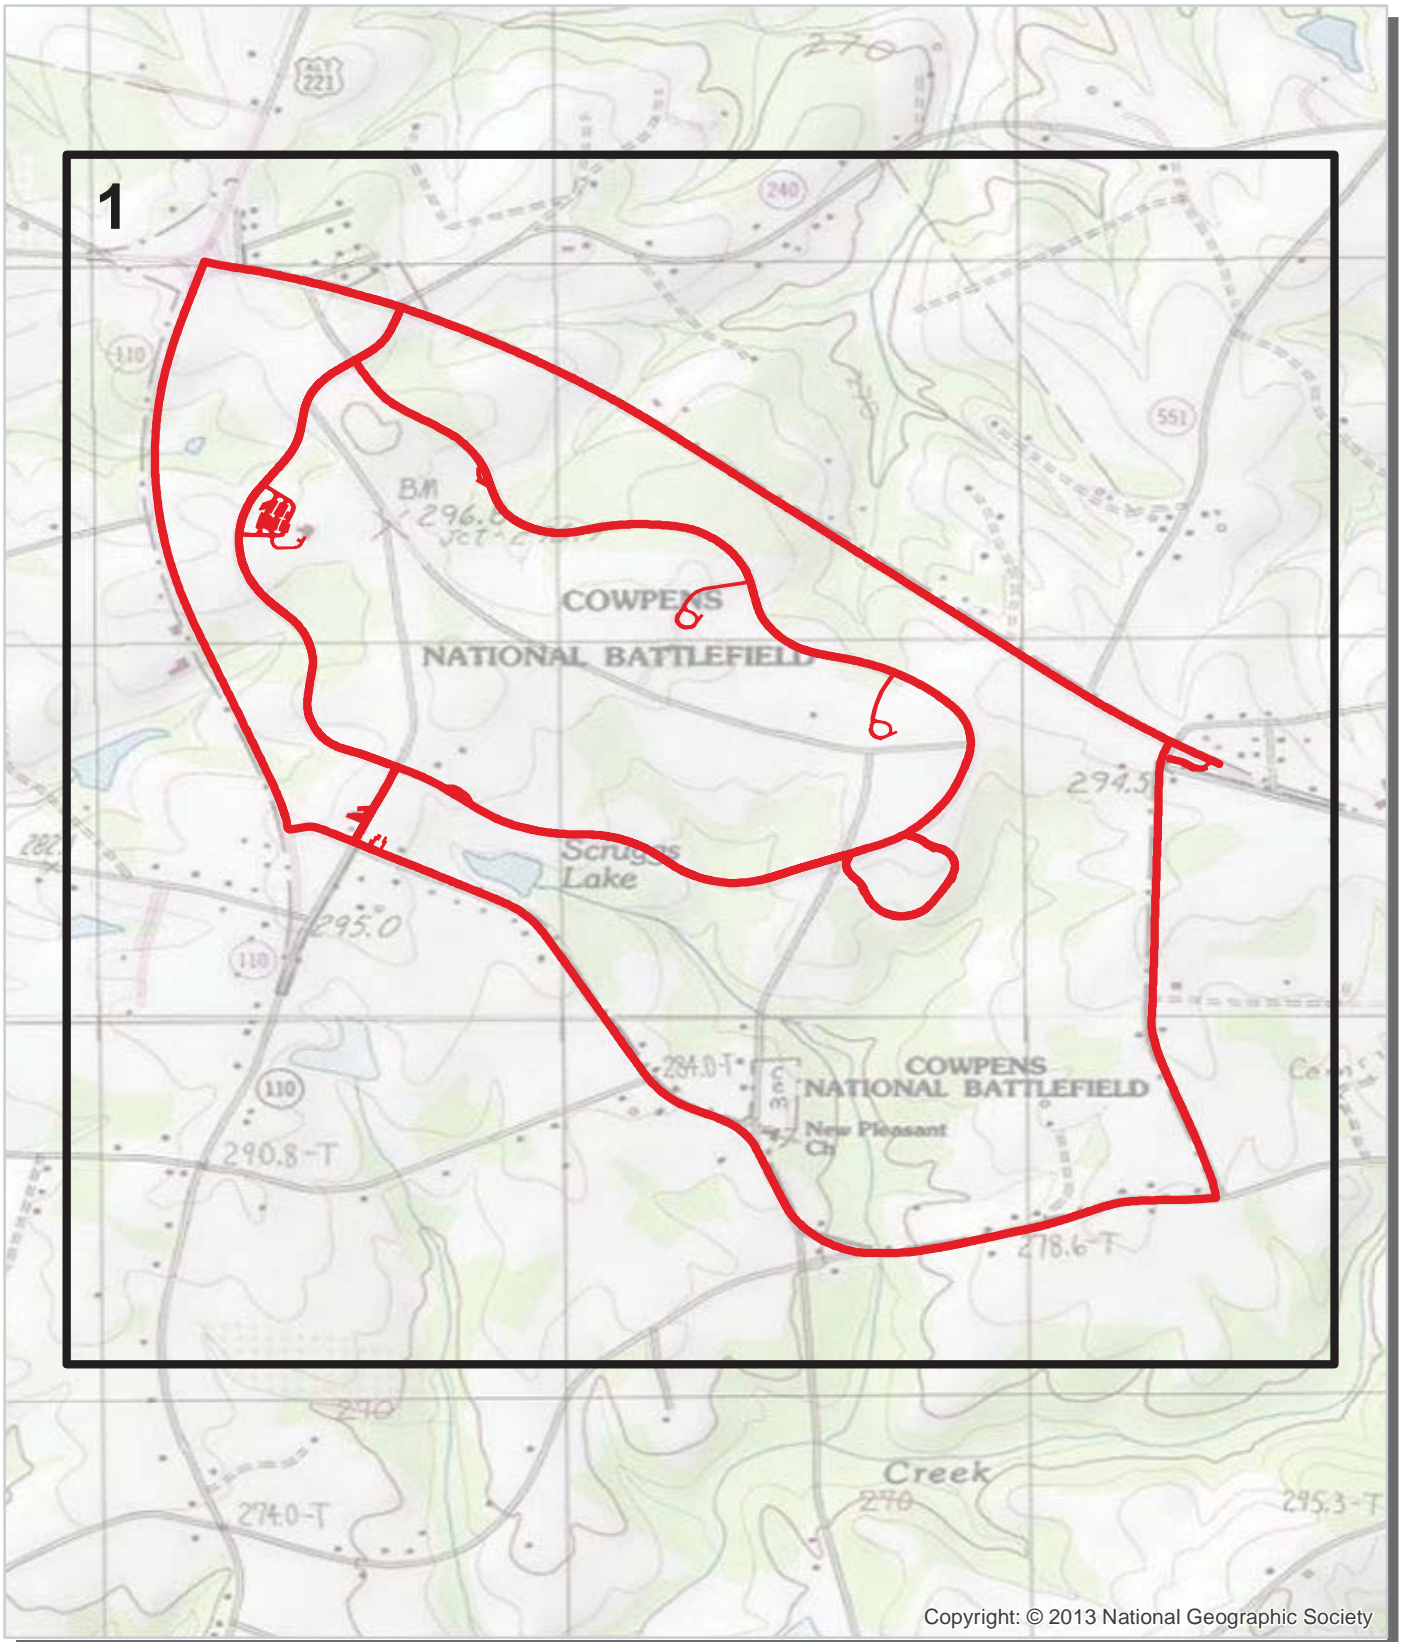 270
ALT
221
1
240
110
551
BM
296.
COWPENS
NATIONAL BATTLEFIELD
294.5
282.
Scruggs
Lake
295.0
110
284.0-T
COWPENS
NATIONAL BATTLEFIELD
110
New Pleasant
Ch
290.8-T
278.6-T
270
Creek
270
274.0-T
295.3-T
Copyright: © 2013 National Geographic Society